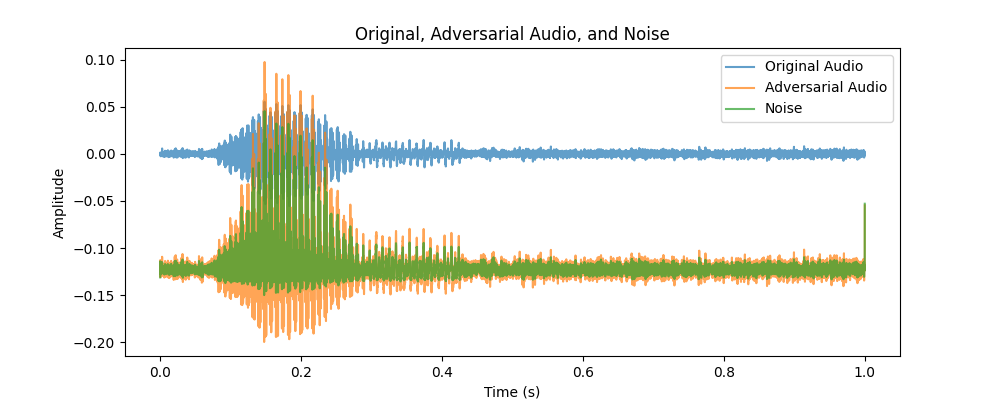 Original, Adversarial Audio, and Noise
Original Audio
Adversarial Audio
Noise
Amplitude
0.10
0.05
0.00
−0.05
−0.10
−0.15
−0.20
0.0 0.2 0.4 0.6 0.8 1.0
Time (s)